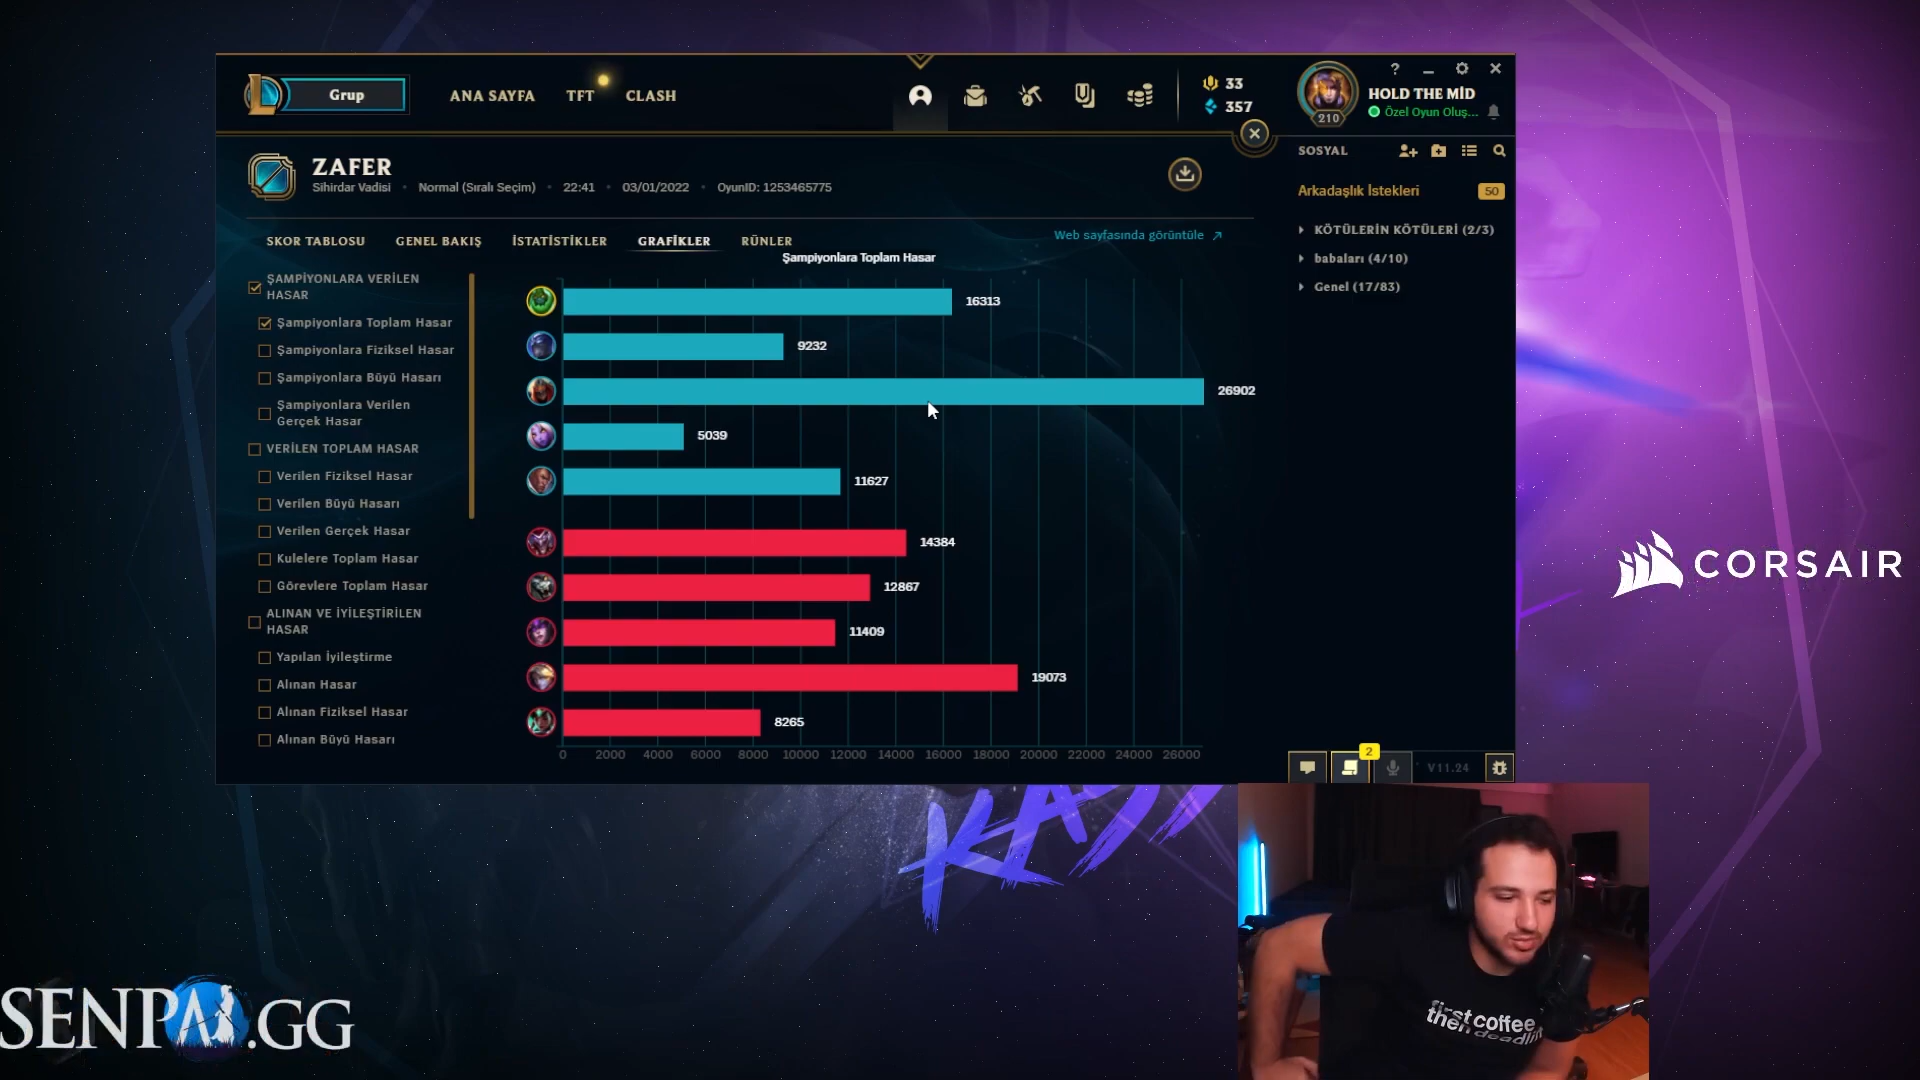 Grup
ANA SAYFA
TFT
CLASH
33
357
210
HOLD THE MİD
Özel Oyun Oluş...
ZAFER
Sihirdar Vadisi • Normal (Sıralı Seçim) • 22:41 • 03/01/2022 • OyunID: 1253465775
SKOR TABLOSU
GENEL BAKIŞ
İSTATİSTİKLER
GRAFİKLER
RÜNLER
Web sayfasında görüntüle
Şampiyonlara Toplam Hasar
ŞAMPİYONLARA VERİLEN
HASAR
Şampiyonlara Toplam Hasar
Şampiyonlara Fiziksel Hasar
Şampiyonlara Büyü Hasarı
Şampiyonlara Verilen
Gerçek Hasar
VERİLEN TOPLAM HASAR
Verilen Fiziksel Hasar
Verilen Büyü Hasarı
Verilen Gerçek Hasar
Kulelere Toplam Hasar
Görevlere Toplam Hasar
ALINAN VE İYİLEŞTİRİLEN
HASAR
Yapılan İyileştirme
Alınan Hasar
Alınan Fiziksel Hasar
Alınan Büyü Hasarı
16313
9232
26902
5039
11627
14384
12867
11409
19073
8265
0 2000 4000 6000 8000 10000 12000 14000 16000 18000 20000 22000 24000 26000
SOSYAL
Arkadaşlık İstekleri
50
KÖTÜLERİN KÖTÜLERİ (2/3)
babaları (4/10)
Genel (17/83)
2
V11.24
CORSAIR
SENPAI.GG
first coffee
then deadlin